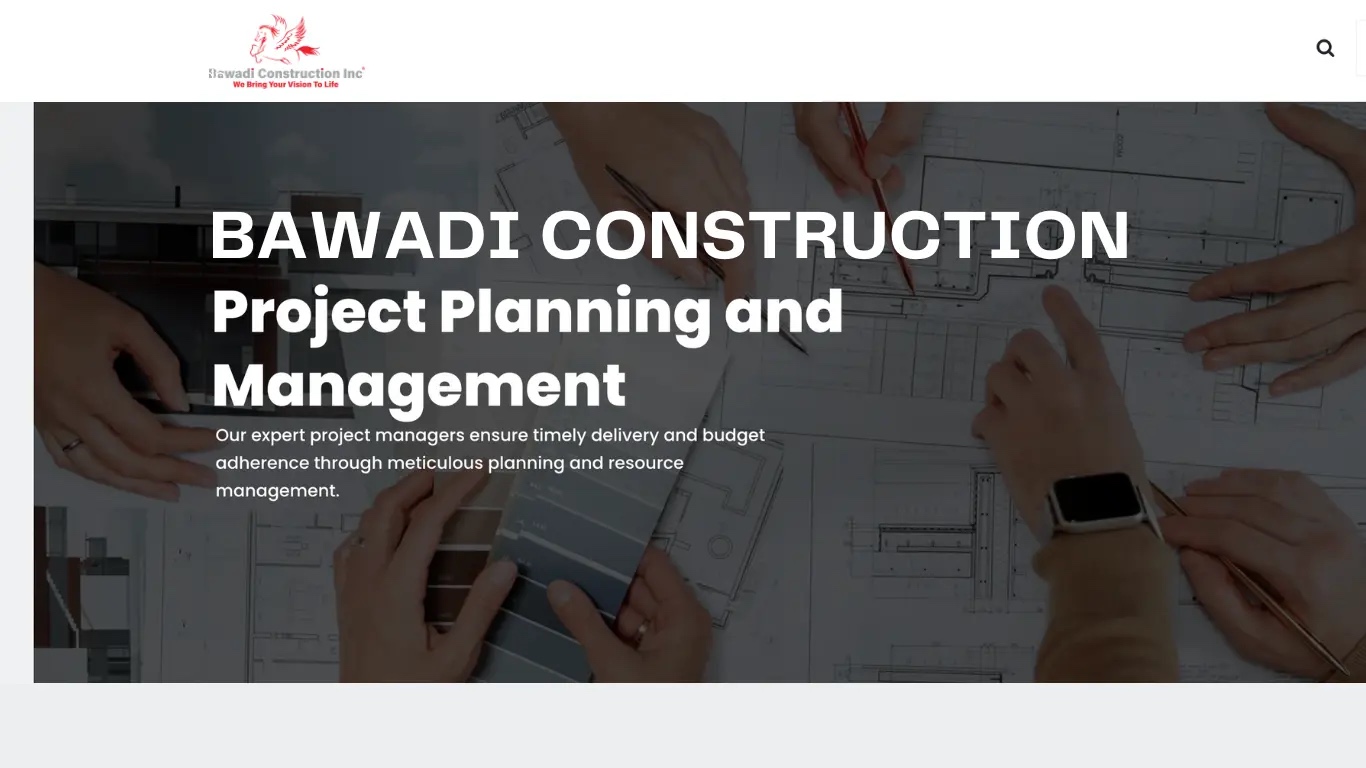 Bawadi Construction Inc
We Bring Your Vision To Life
BAWADI CONSTRUCTION
Project Planning and
Management
Our expert project managers ensure timely delivery and budget
adherence through meticulous planning and resource
management.